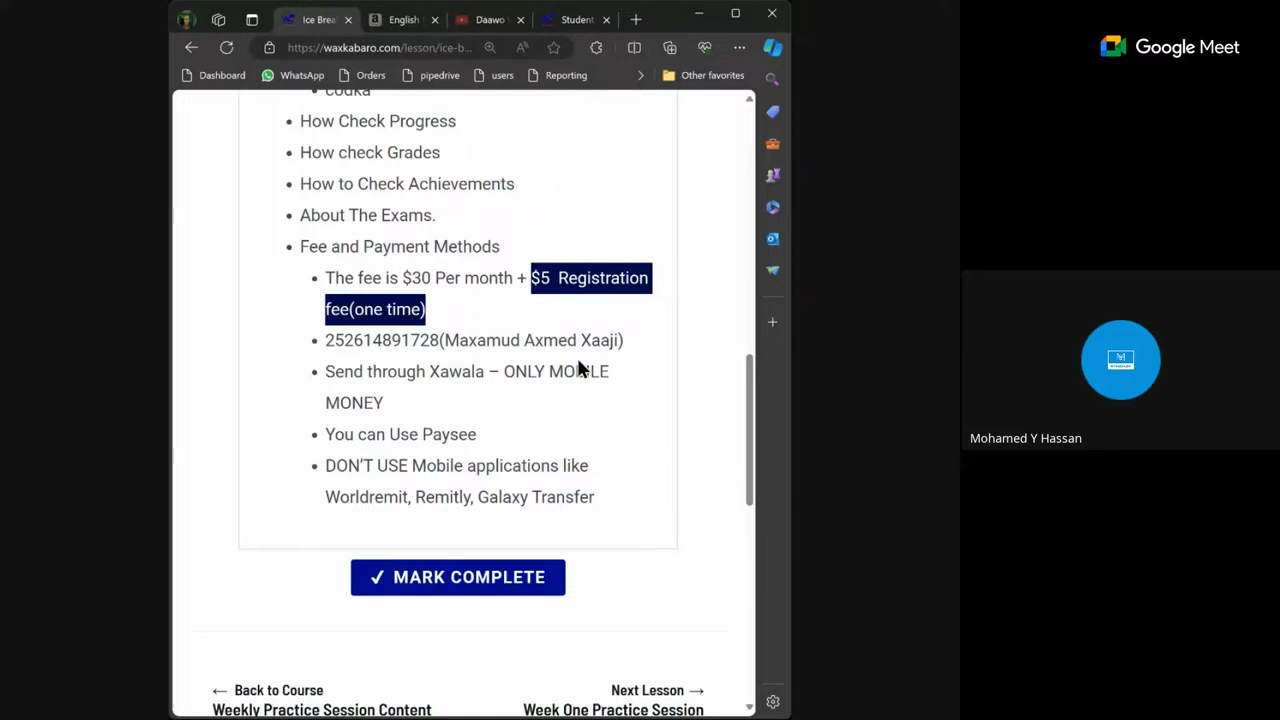 Ice Brea
English
Daawo
Student
https://waxkabaro.com/lesson/ice-b...
Dashboard
WhatsApp
Orders
pipedrive
users
Reporting
Other favorites
Google Meet
codka
How Check Progress
How check Grades
How to Check Achievements
About The Exams.
Fee and Payment Methods
The fee is $30 Per month + $5 Registration
fee(one time)
252614891728(Maxamud Axmed Xaaji)
Send through Xawala – ONLY MOBILE
MONEY
You can Use Paysee
DON'T USE Mobile applications like
Worldremit, Remitly, Galaxy Transfer
✓ MARK COMPLETE
← Back to Course
Weekly Practice Session Content
Next Lesson →
Week One Practice Session
Mohamed Y Hassan